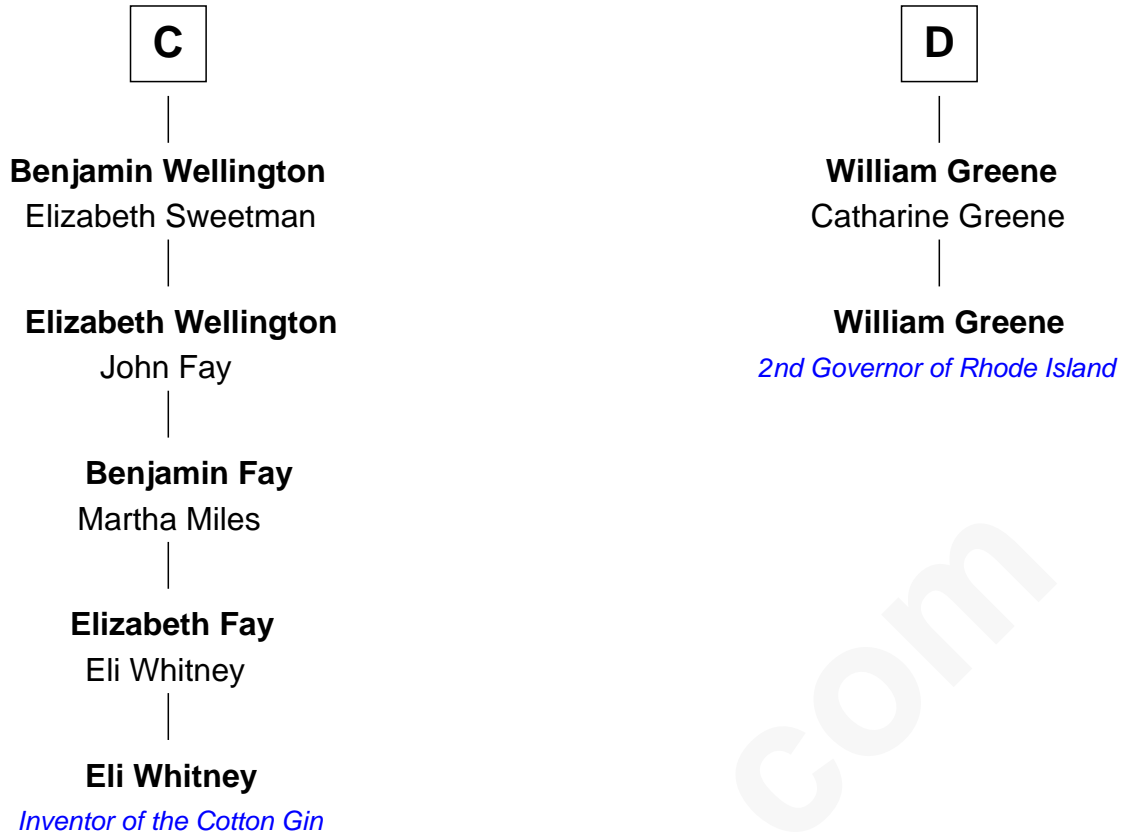 C
Benjamin Wellington
Elizabeth Sweetman
Elizabeth Wellington
John Fay
Benjamin Fay
Martha Miles
Elizabeth Fay
Eli Whitney
Eli Whitney
Inventor of the Cotton Gin
D
William Greene
Catharine Greene
William Greene
2nd Governor of Rhode Island
com